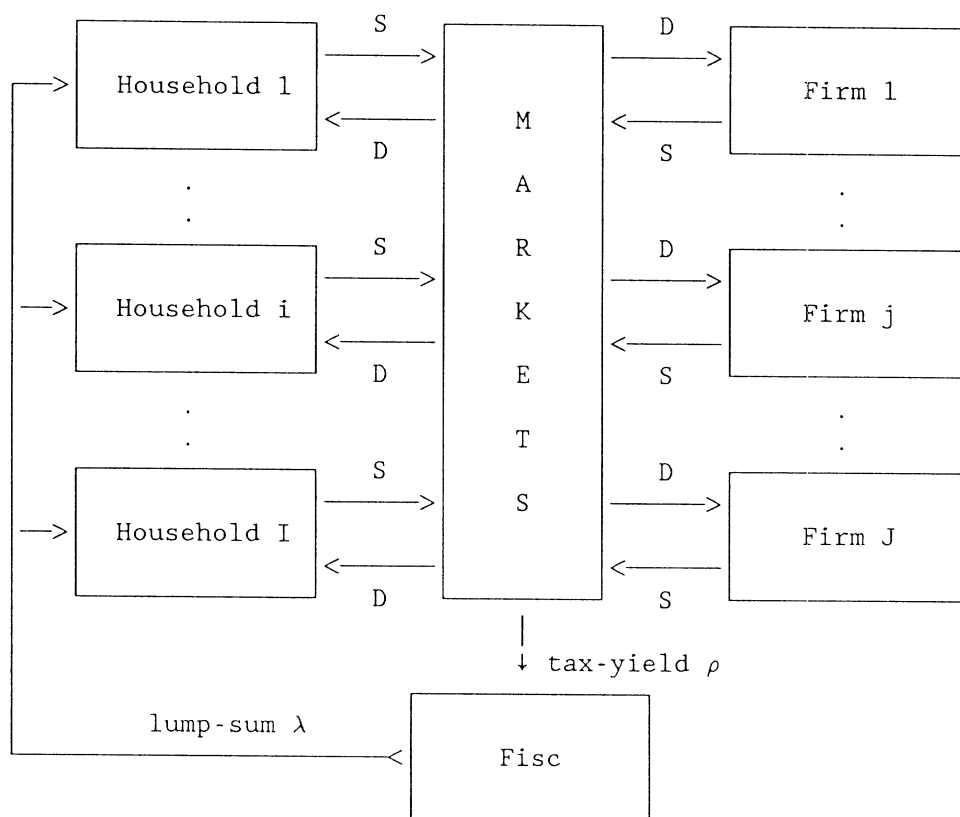 S
D
Household 1
Firm 1
D
S
M
A
R
K
E
T
S
S
D
Household i
Firm j
D
S
S
D
Household I
Firm J
D
S
tax-yield ρ
lump-sum λ
Fisc